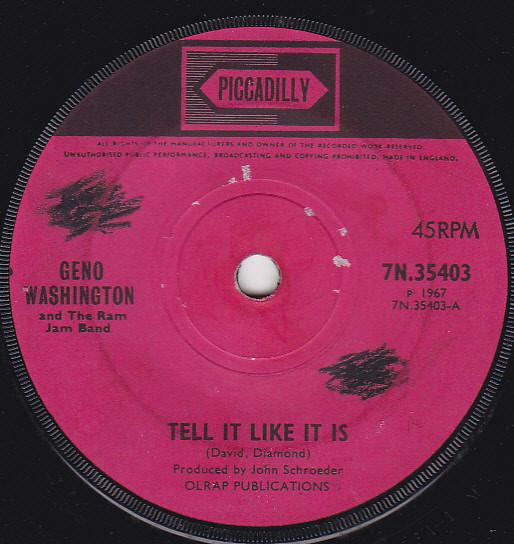 PICCADILLY
ALL RIGHTS OF THE MANUFACTURERS AND OWNER OF THE RECORDED WORK RESERVED.
UNAUTHORISED PUBLIC PERFORMANCE, BROADCASTING AND COPYING PROHIBITED. MADE IN ENGLAND.
45RPM
GENO
WASHINGTON
and The Ram
Jam Band
7N.35403
P 1967
7N.35403-A
TELL IT LIKE IT IS
(David, Diamond)
Produced by John Schroeder
OLRAP PUBLICATIONS